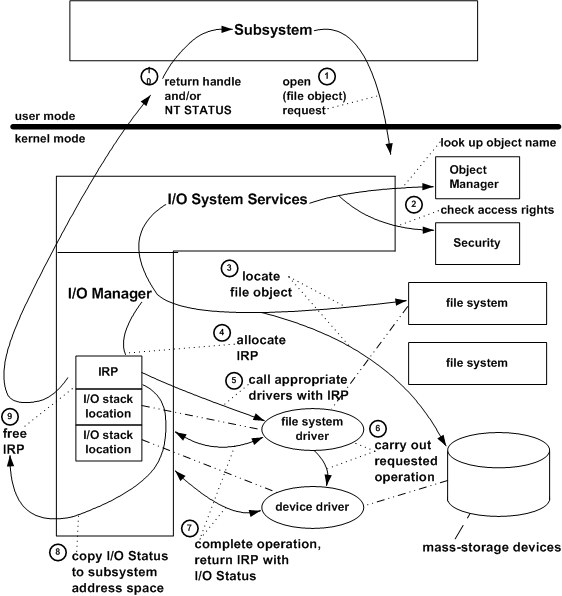 Subsystem
10 return handle
and/or
NT STATUS
open 1
(file object)
request
user mode
kernel mode
look up object name
Object
Manager
I/O System Services
2
check access rights
Security
3 locate
file object
I/O Manager
file system
4 allocate
IRP
file system
IRP
5 call appropriate
drivers with IRP
I/O stack
location
I/O stack
location
9
free
IRP
file system
driver
6
carry out
requested
operation
device driver
7
complete operation,
return IRP with
I/O Status
8 copy I/O Status
to subsystem
address space
mass-storage devices